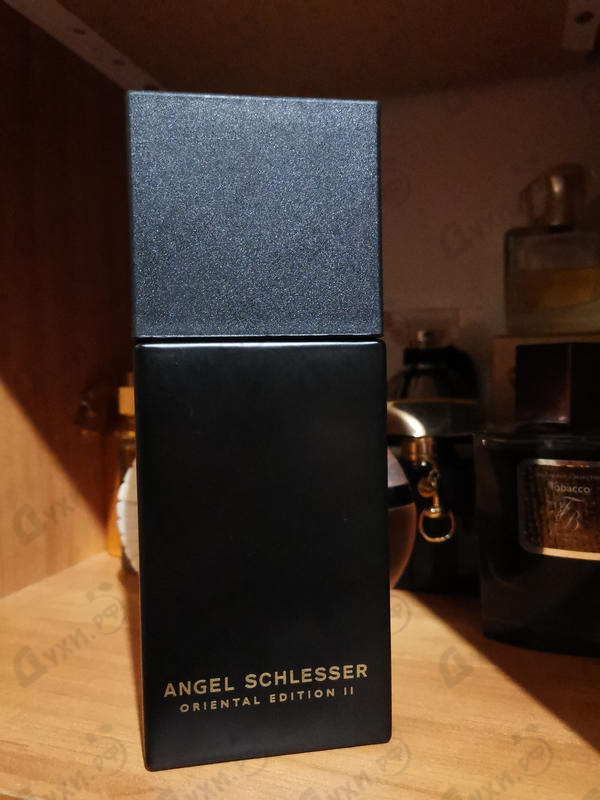 ANGEL SCHLESSER
ORIENTAL EDITION II
Tobacco
духи.рф